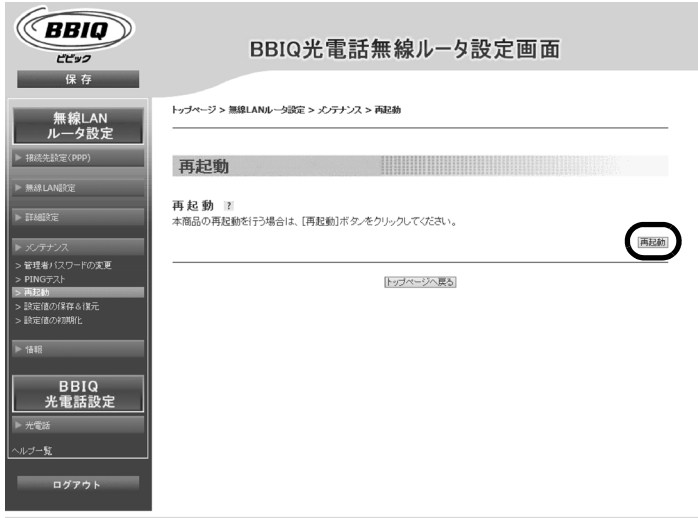 BBIQ
ビビック
BBIQ光電話無線ルータ設定画面
保存
無線LAN
ルータ設定
接続先設定(PPP)
無線LAN設定
詳細設定
メンテナンス
> 管理者パスワードの変更
> PINGテスト
> 再起動
> 設定値の保存&復元
> 設定値の初期化
情報
BBIQ
光電話設定
光電話
ヘルプ一覧
ログアウト
トップページ > 無線LANルータ設定 > メンテナンス > 再起動
再起動
再起動 ?
本商品の再起動を行う場合は、[再起動]ボタンをクリックしてください。
再起動
トップページへ戻る